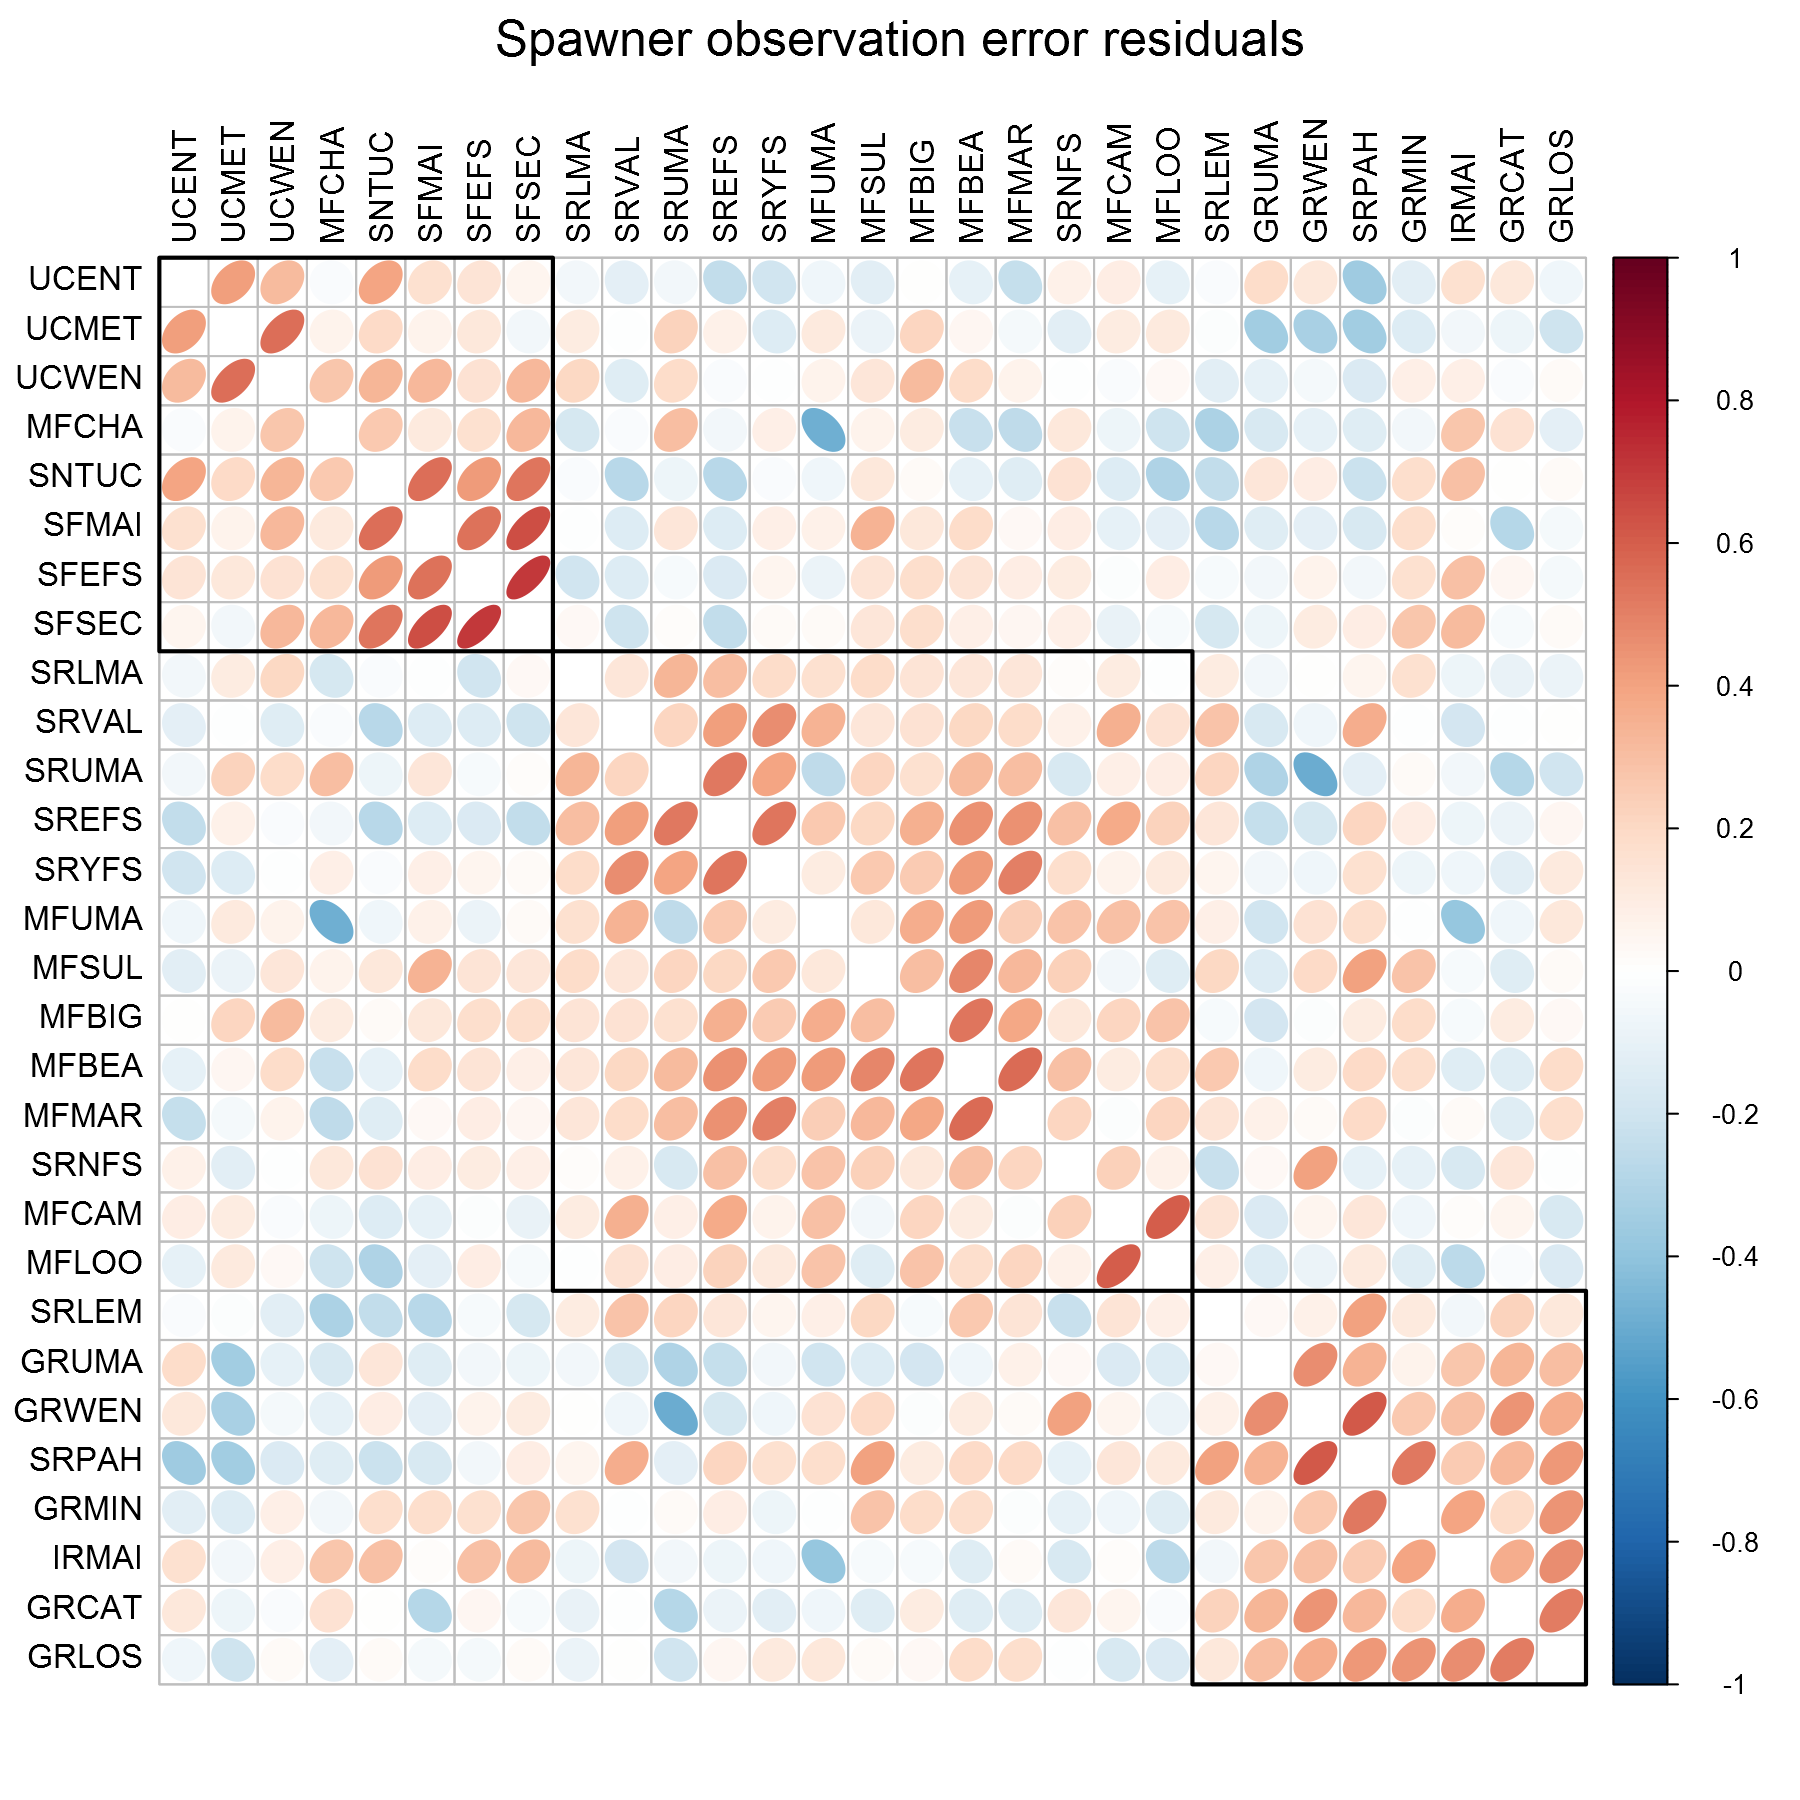 Spawner observation error residuals
UCENT UCMET UCWEN MFCHA SNTUC SFMAI SFEFS SFSEC SRLMA SRVAL SRUMA SREFS SRYFS MFUMA MFSUL MFBIG MFBEA MFMAR SRNFS MFCAM MFLOO SRLEM GRUMA GRWEN SRPAH GRMIN IRMAI GRCAT GRLOS
UCENT
UCMET
UCWEN
MFCHA
SNTUC
SFMAI
SFEFS
SFSEC
SRLMA
SRVAL
SRUMA
SREFS
SRYFS
MFUMA
MFSUL
MFBIG
MFBEA
MFMAR
SRNFS
MFCAM
MFLOO
SRLEM
GRUMA
GRWEN
SRPAH
GRMIN
IRMAI
GRCAT
GRLOS
1
0.8
0.6
0.4
0.2
0
-0.2
-0.4
-0.6
-0.8
-1